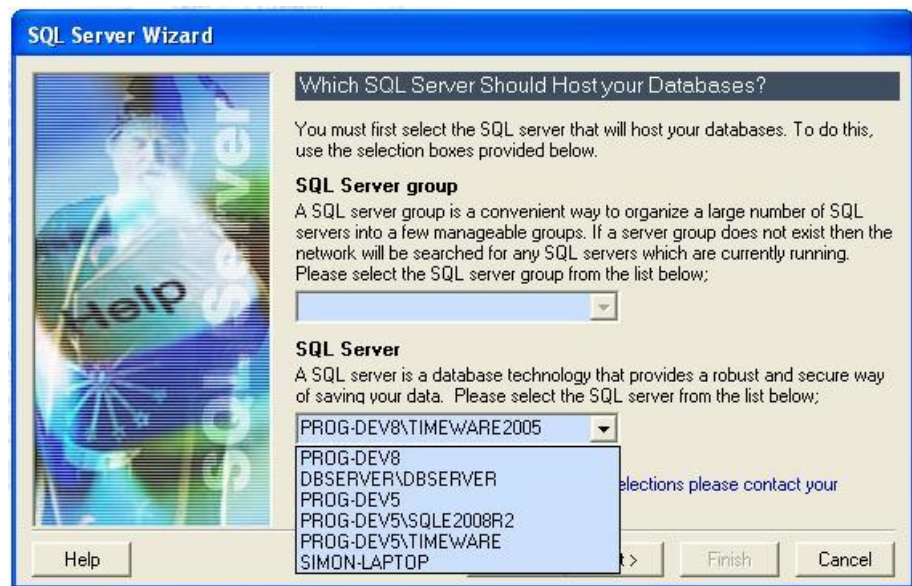 SQL Server Wizard
SQL Server
Help
Which SQL Server Should Host your Databases?
You must first select the SQL server that will host your databases. To do this,
use the selection boxes provided below.
SQL Server group
A SQL server group is a convenient way to organize a large number of SQL
servers into a few manageable groups. If a server group does not exist then the
network will be searched for any SQL servers which are currently running.
Please select the SQL server group from the list below;
SQL Server
A SQL server is a database technology that provides a robust and secure way
of saving your data. Please select the SQL server from the list below;
PROG-DEV8\TIMEWARE2005
PROG-DEV8
DBSERVER\DBSERVER
PROG-DEV5
PROG-DEV5\SQLE2008R2
PROG-DEV5\TIMEWARE
SIMON-LAPTOP
elections please contact your
Help
t >
Finish
Cancel